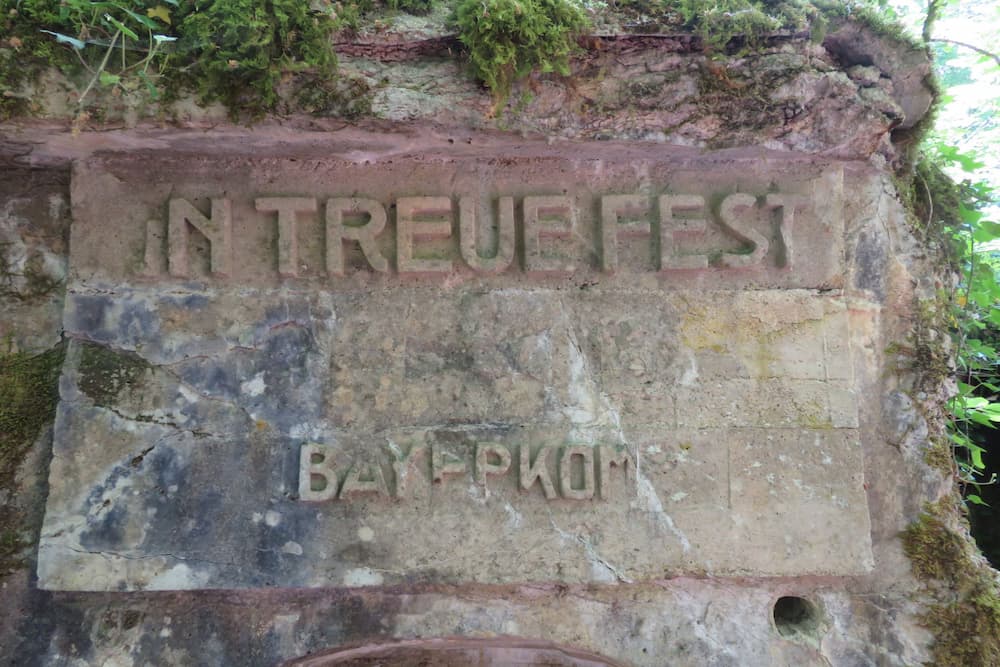 IN TREUE FEST
BAY PKOM